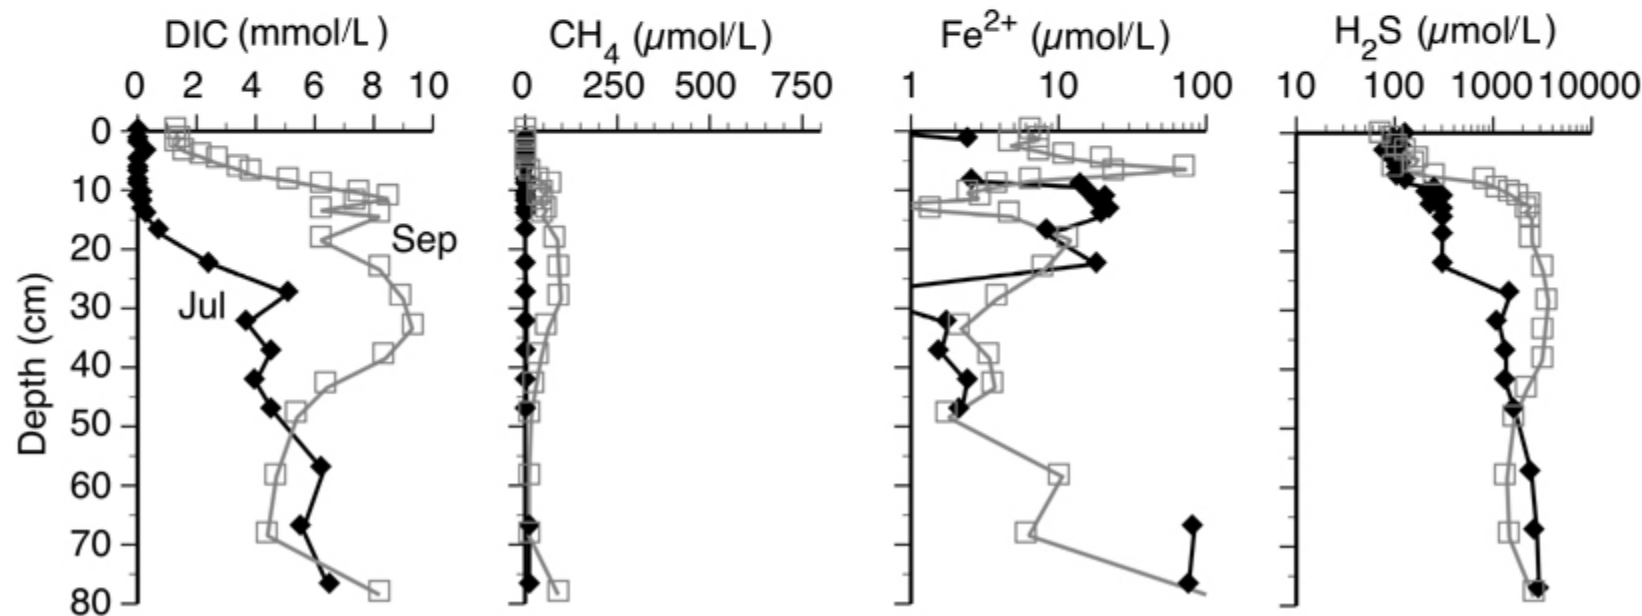 DIC (mmol/L)
CH4 (µmol/L)
Fe2+ (µmol/L)
H2S (µmol/L)
0 2 4 6 8 10
0 250 500 750
1 10 100
10 100 1000 10000
Depth (cm)
0
10
20
30
40
50
60
70
80
Sep
Jul